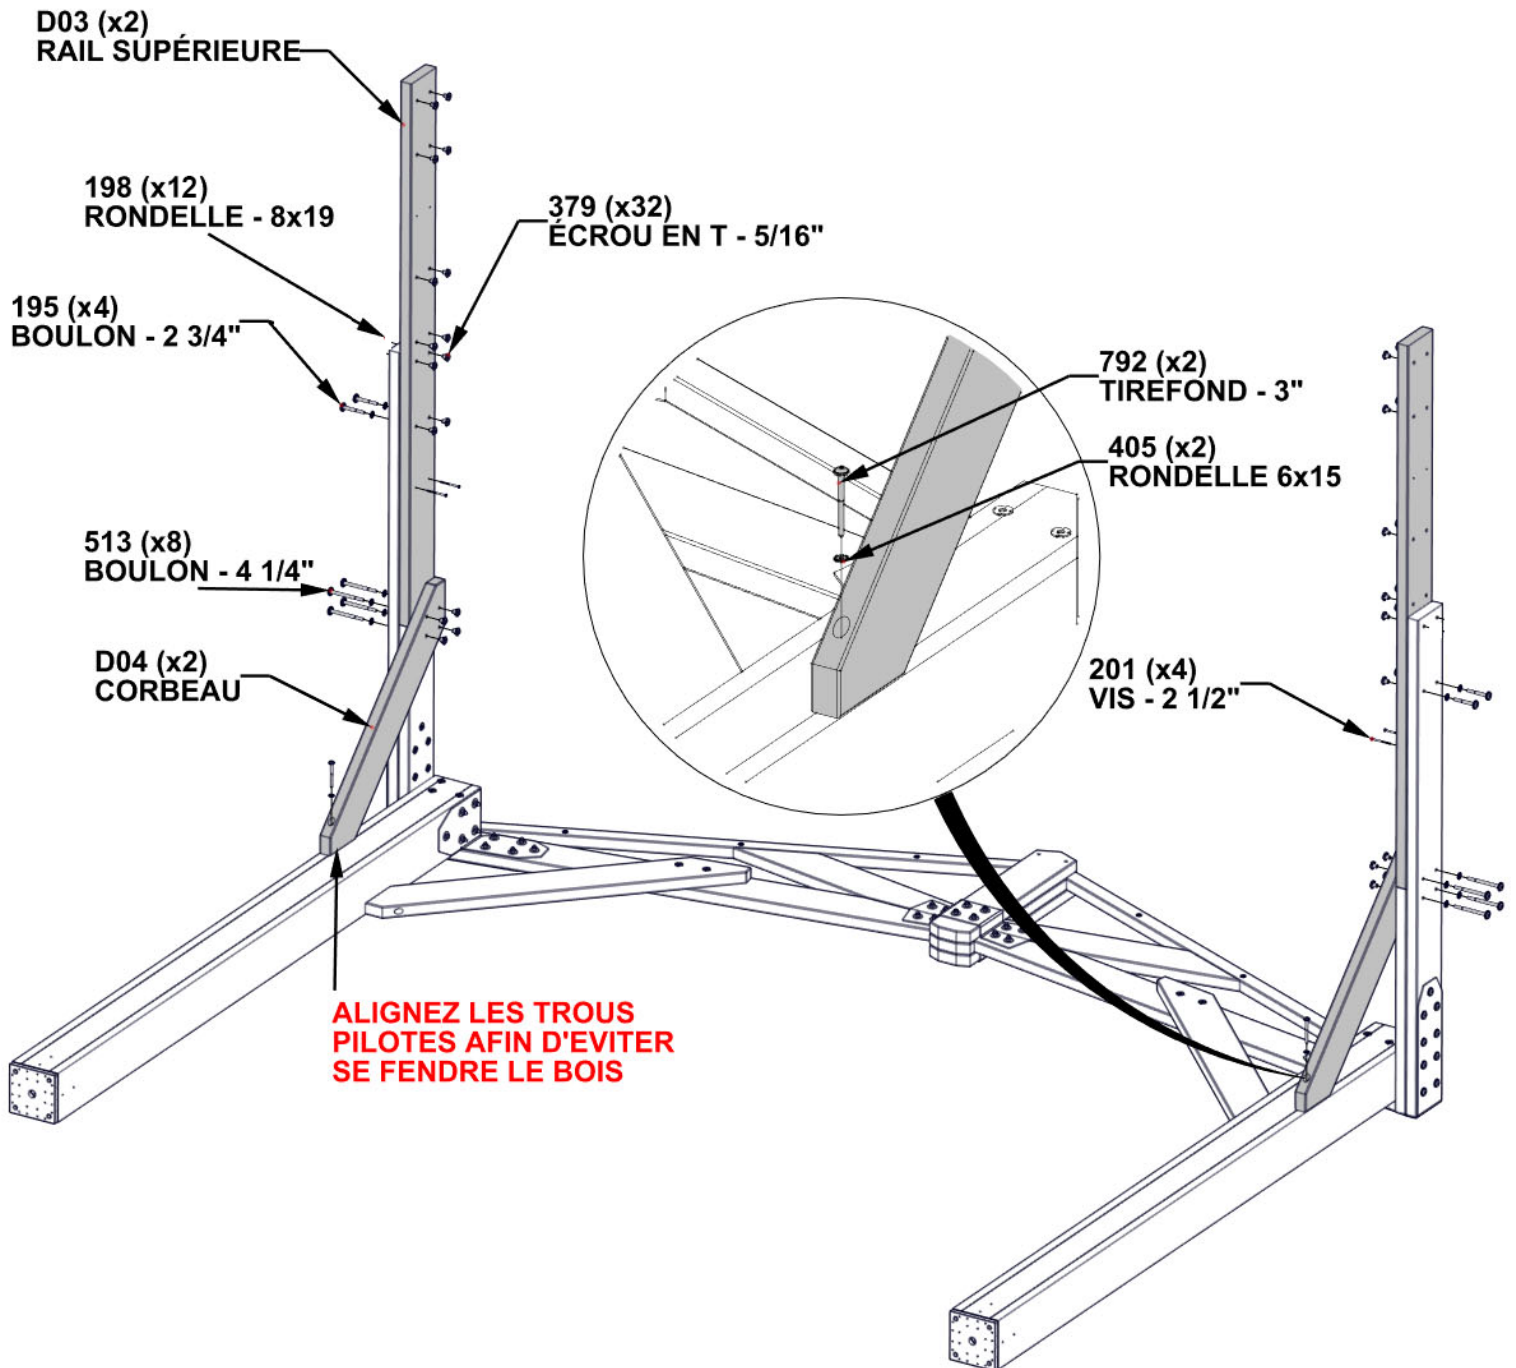 D03 (x2)
RAIL SUPÉRIEURE
198 (x12)
RONDELLE - 8x19
379 (x32)
ÉCROU EN T - 5/16"
195 (x4)
BOULON - 2 3/4"
792 (x2)
TIREFOND - 3"
405 (x2)
RONDELLE 6x15
513 (x8)
BOULON - 4 1/4"
D04 (x2)
CORBEAU
201 (x4)
VIS - 2 1/2"
ALIGNEZ LES TROUS
PILOTES AFIN D'EVITER
SE FENDRE LE BOIS